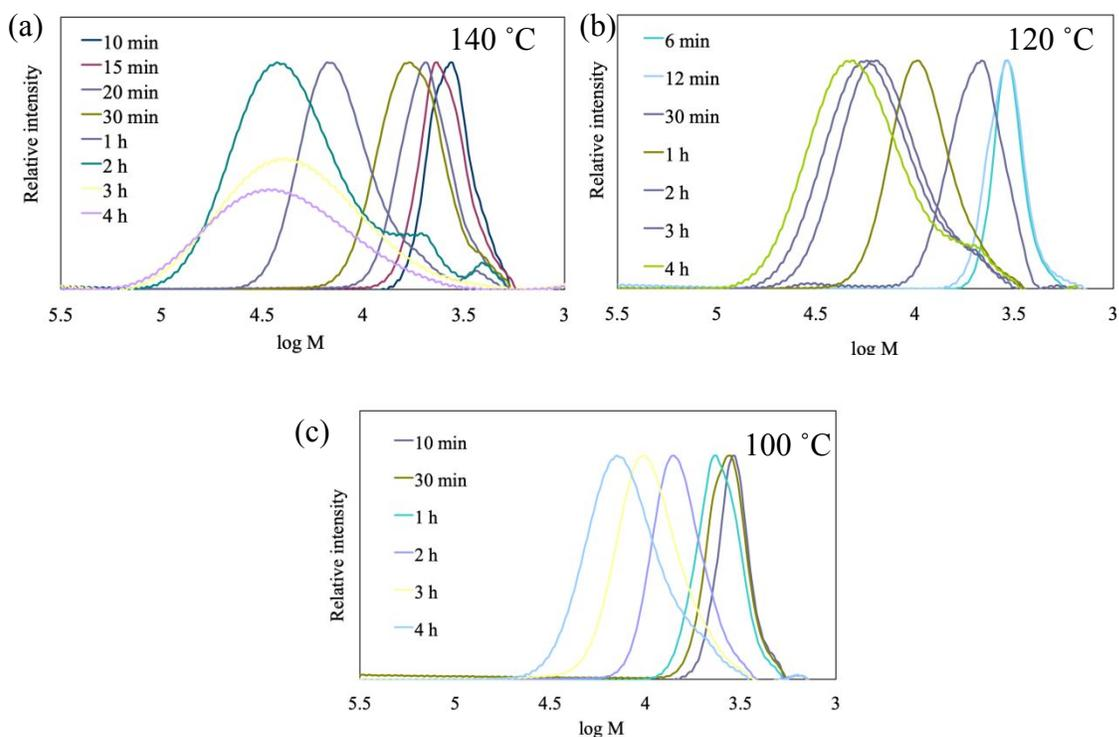 (a)
140 ˚C
Relative intensity
10 min
15 min
20 min
30 min
1 h
2 h
3 h
4 h
5.5 5 4.5 4 3.5 3
log M
(b)
120 ˚C
Relative intensity
6 min
12 min
30 min
1 h
2 h
3 h
4 h
5.5 5 4.5 4 3.5 3
log M
(c)
100 ˚C
Relative intensity
10 min
30 min
1 h
2 h
3 h
4 h
5.5 5 4.5 4 3.5 3
log M